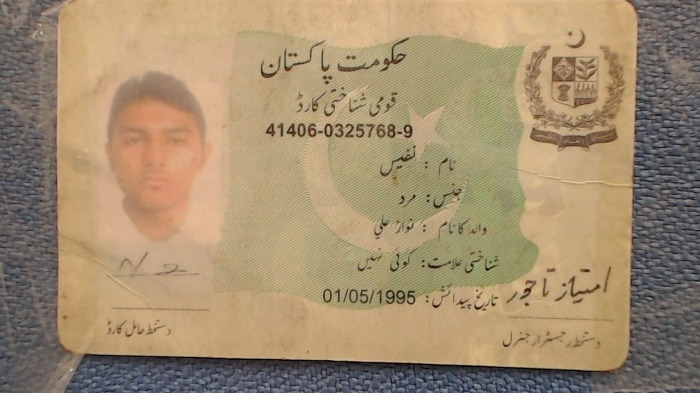 حکومت پاکستان
قومی شناختی کارڈ
41406-0325768-9
نام : نفیس
جنس : مرد
والد کا نام : نواز علی
شناختی علامت : کوئی نہیں
تاریخ پیدائش : 01/05/1995
امتیاز تاجور
دستخط حامل کارڈ
دستخط رجسٹرار جنرل